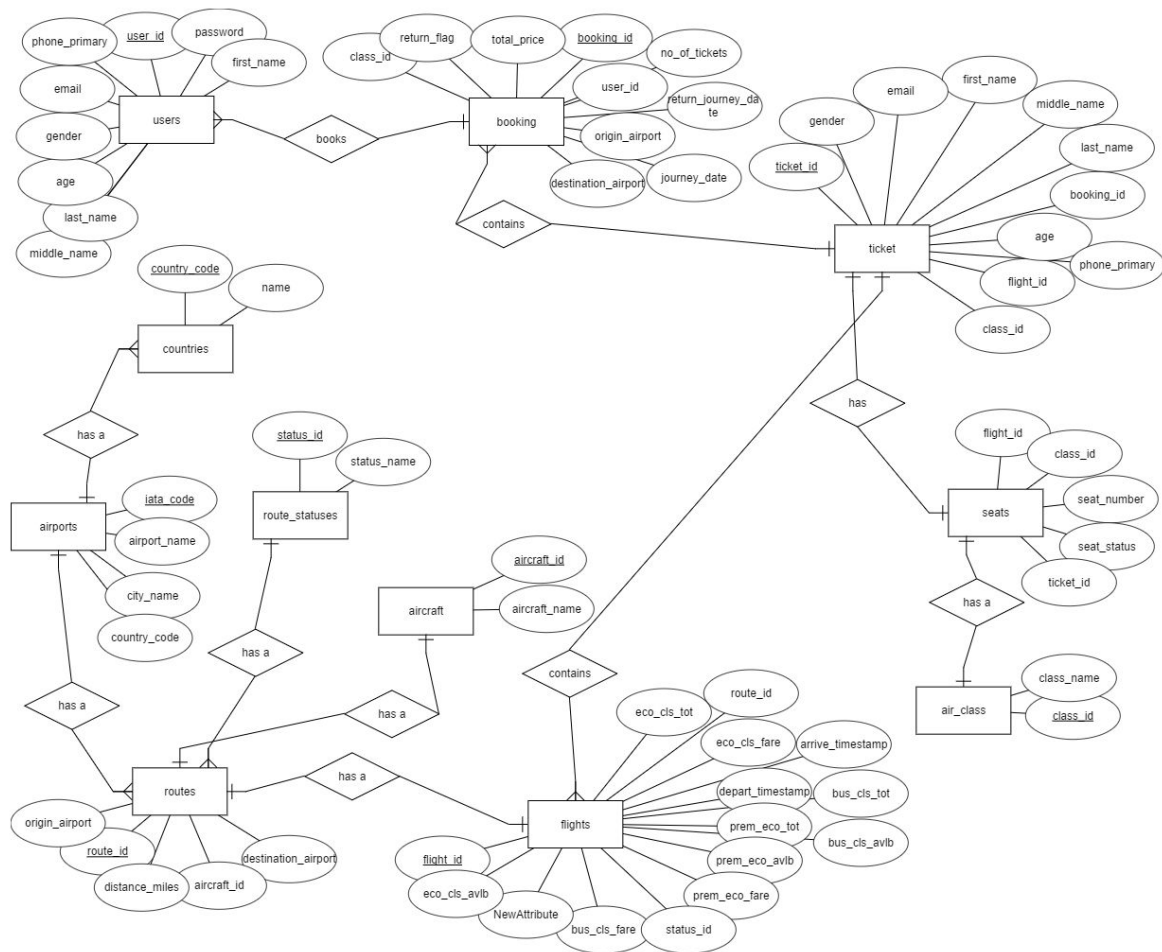 phone_primary
user_id
password
first_name
email
gender
age
last_name
middle_name
users
books
class_id
return_flag
total_price
booking_id
no_of_tickets
user_id
return_journey_da
te
origin_airport
journey_date
destination_airport
booking
contains
ticket_id
gender
email
first_name
middle_name
last_name
booking_id
age
phone_primary
flight_id
class_id
ticket
country_code
name
countries
has a
status_id
status_name
route_statuses
iata_code
airport_name
city_name
country_code
airports
has a
has a
aircraft_id
aircraft_name
aircraft
has a
has
flight_id
class_id
seat_number
seat_status
ticket_id
seats
has a
class_name
class_id
air_class
contains
routes
origin_airport
route_id
distance_miles
aircraft_id
destination_airport
has a
flights
eco_cls_tot
route_id
eco_cls_fare
arrive_timestamp
depart_timestamp
bus_cls_tot
prem_eco_tot
bus_cls_avlb
prem_eco_avlb
prem_eco_fare
flight_id
eco_cls_avlb
NewAttribute
bus_cls_fare
status_id